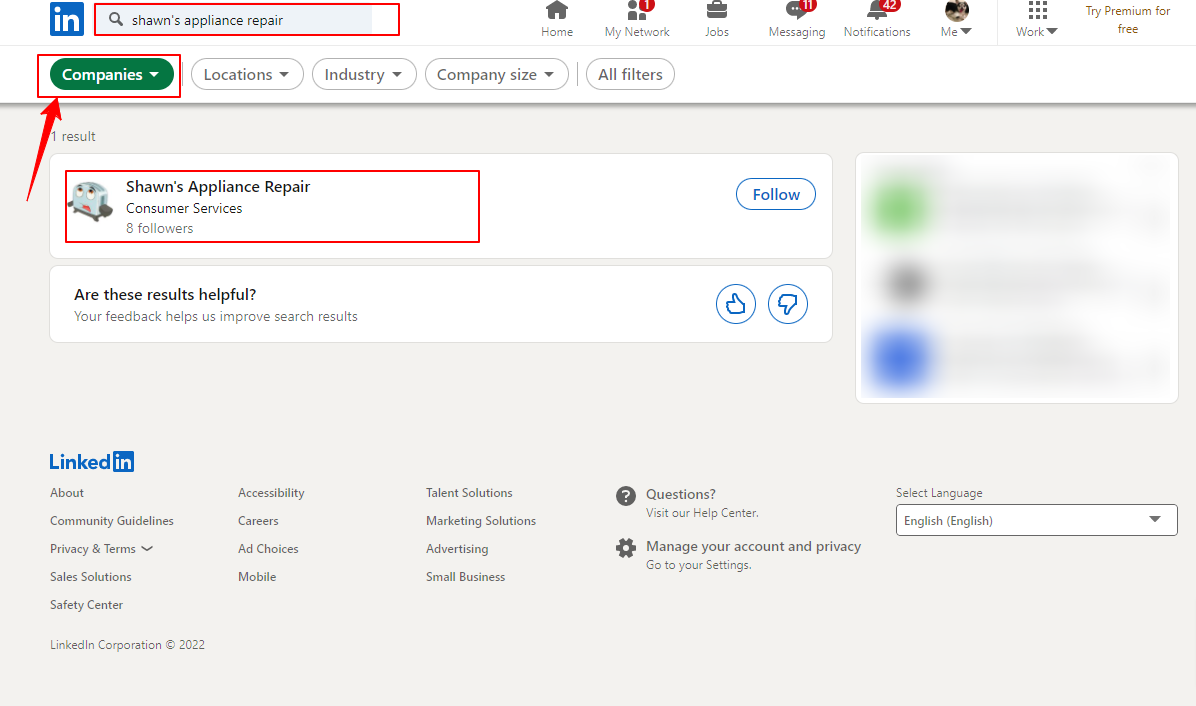 in
shawn's appliance repair
Home
1
My Network
Jobs
11
Messaging
42
Notifications
Me
Work
Try Premium for
free
Companies
Locations
Industry
Company size
All filters
1 result
Shawn's Appliance Repair
Consumer Services
8 followers
Follow
Are these results helpful?
Your feedback helps us improve search results
LinkedIn
About
Accessibility
Talent Solutions
Community Guidelines
Careers
Marketing Solutions
Privacy & Terms
Ad Choices
Advertising
Sales Solutions
Mobile
Small Business
Safety Center
? Questions?
Visit our Help Center.
Manage your account and privacy
Go to your Settings.
Select Language
English (English)
LinkedIn Corporation © 2022